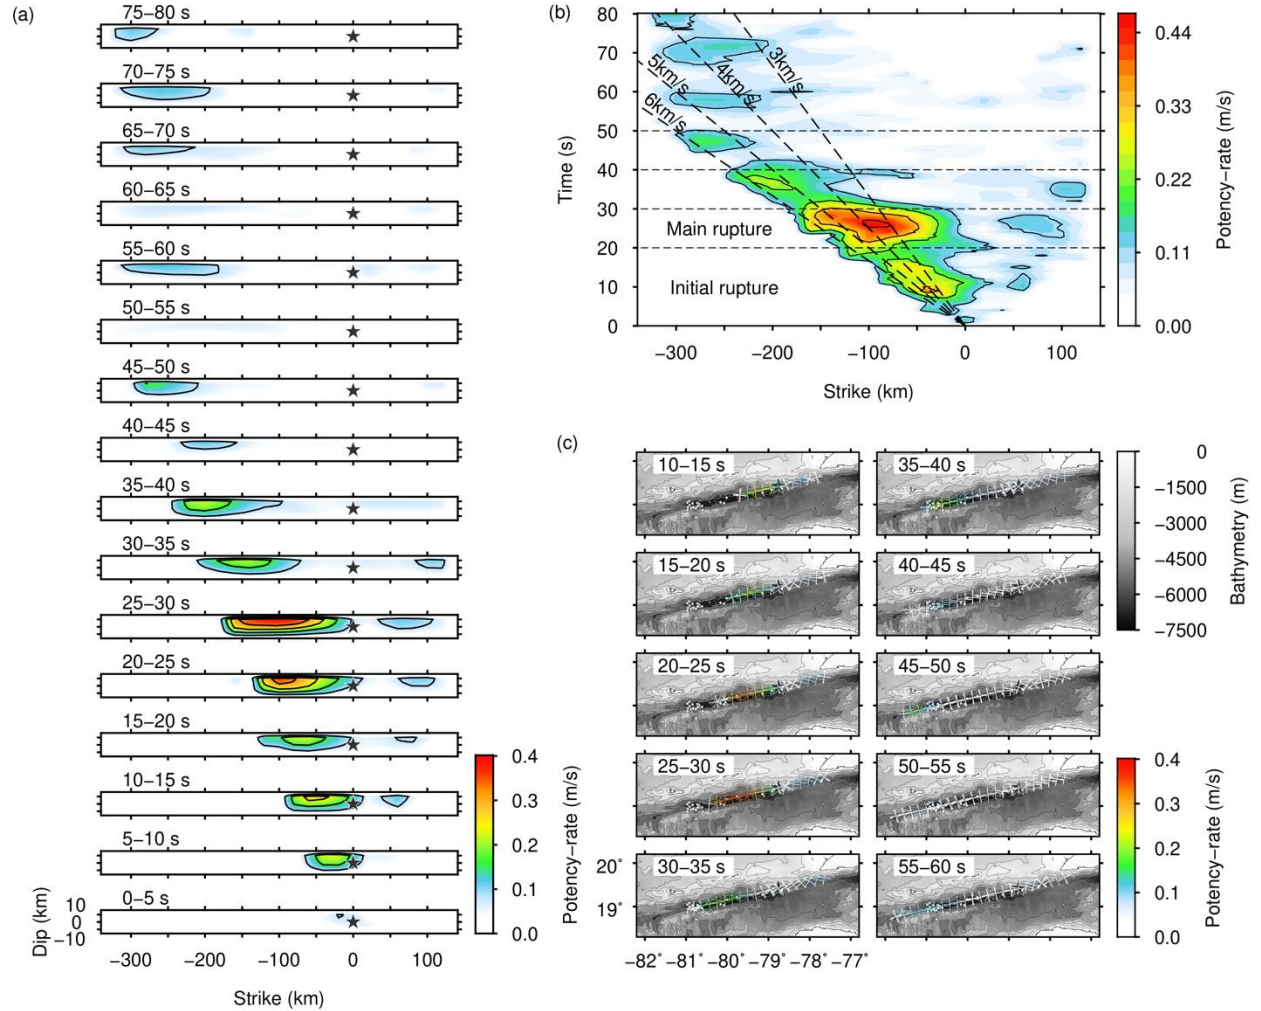 (a)
75−80 s
70−75 s
65−70 s
60−65 s
55−60 s
50−55 s
45−50 s
40−45 s
35−40 s
30−35 s
25−30 s
20−25 s
15−20 s
10−15 s
5−10 s
0−5 s
10
0
−10
Dip (km)
−300 −200 −100 0 100
Strike (km)
0.4
0.3
0.2
0.1
0.0
Potency−rate (m/s)
(b)
80
70
60
50
40
30
20
10
0
Time (s)
6km/s
5km/s
4km/s
3km/s
Main rupture
Initial rupture
−300 −200 −100 0 100
Strike (km)
0.44
0.33
0.22
0.11
0.00
Potency−rate (m/s)
(c)
10−15 s
35−40 s
15−20 s
40−45 s
20−25 s
45−50 s
25−30 s
50−55 s
30−35 s
55−60 s
20˚
19˚
−82˚ −81˚ −80˚ −79˚ −78˚ −77˚
0
−1500
−3000
−4500
−6000
−7500
Bathymetry (m)
0.4
0.3
0.2
0.1
0.0
Potency−rate (m/s)